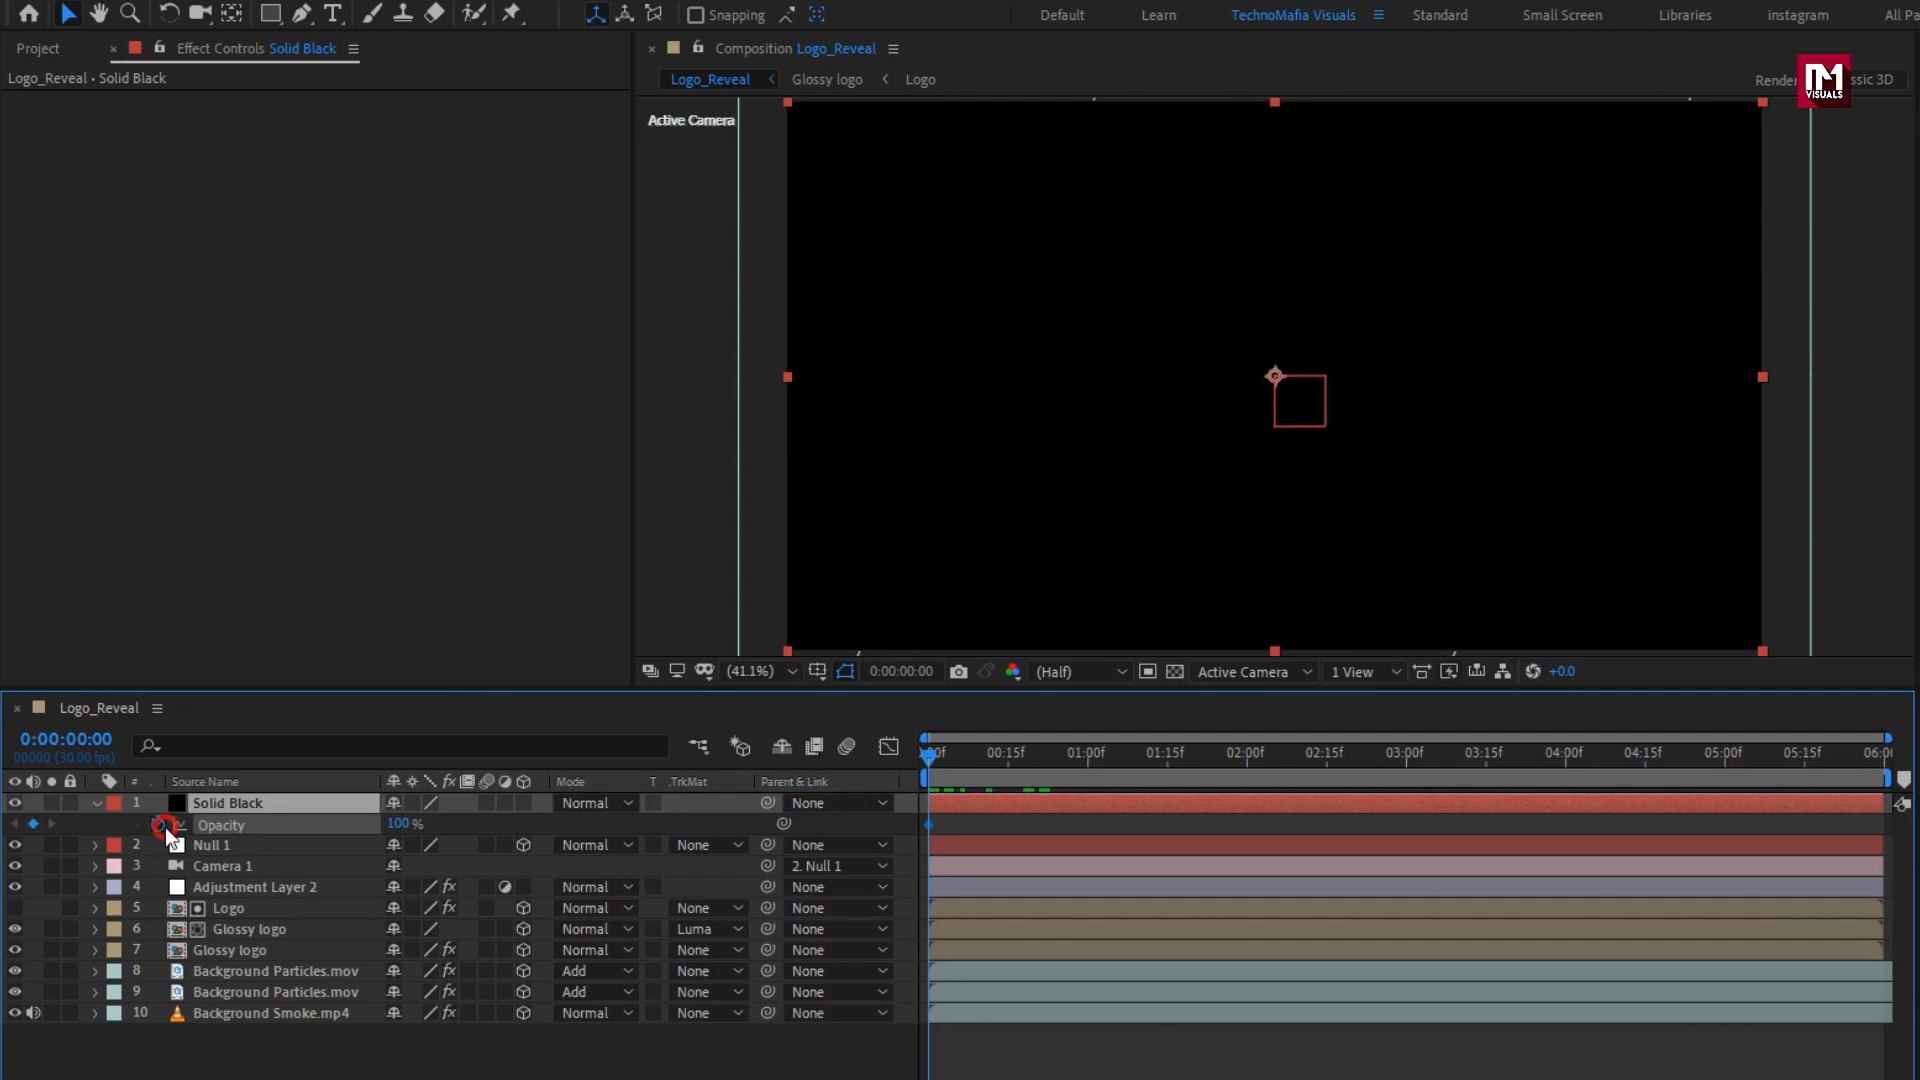 Snapping
Default
Learn
TechnoMafia Visuals
Standard
Small Screen
Libraries
instagram
All Pa
Project
Effect Controls Solid Black
Composition Logo_Reveal
Logo_Reveal • Solid Black
Logo_Reveal
Glossy logo
Logo
Render
ssic 3D
VISUALS
Active Camera
(41.1%)
0:00:00:00
(Half)
Active Camera
1 View
+0.0
Logo_Reveal
0:00:00:00
00000 (30.00 fps)
:00f 00:15f 01:00f 01:15f 02:00f 02:15f 03:00f 03:15f 04:00f 04:15f 05:00f 05:15f 06:00
# Source Name Mode T .TrkMat Parent & Link
1 Solid Black Normal None
Opacity 100 %
2 Null 1 Normal None None
3 Camera 1 2. Null 1
4 Adjustment Layer 2 Normal None
5 Logo Normal None None
6 Glossy logo Normal Luma None
7 Glossy logo Normal None None
8 Background Particles.mov Add None None
9 Background Particles.mov Add None None
10 Background Smoke.mp4 Normal None None